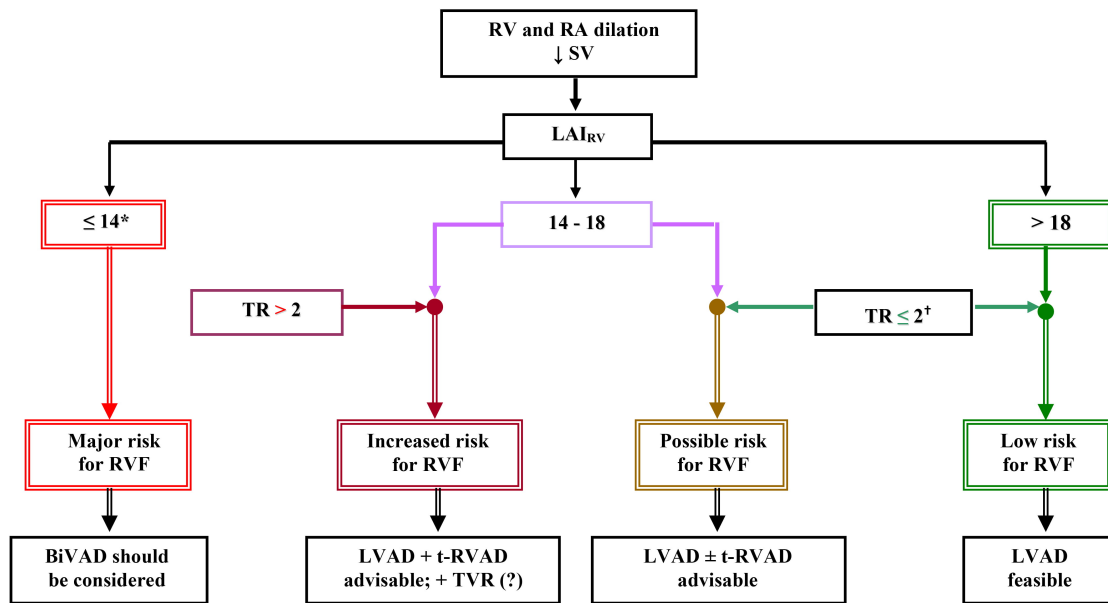 RV and RA dilation
↓ SV
LAIRV
≤ 14*
14 - 18
> 18
TR > 2
TR ≤ 2†
Major risk
for RVF
Increased risk
for RVF
Possible risk
for RVF
Low risk
for RVF
BiVAD should
be considered
LVAD + t-RVAD
advisable; + TVR (?)
LVAD ± t-RVAD
advisable
LVAD
feasible